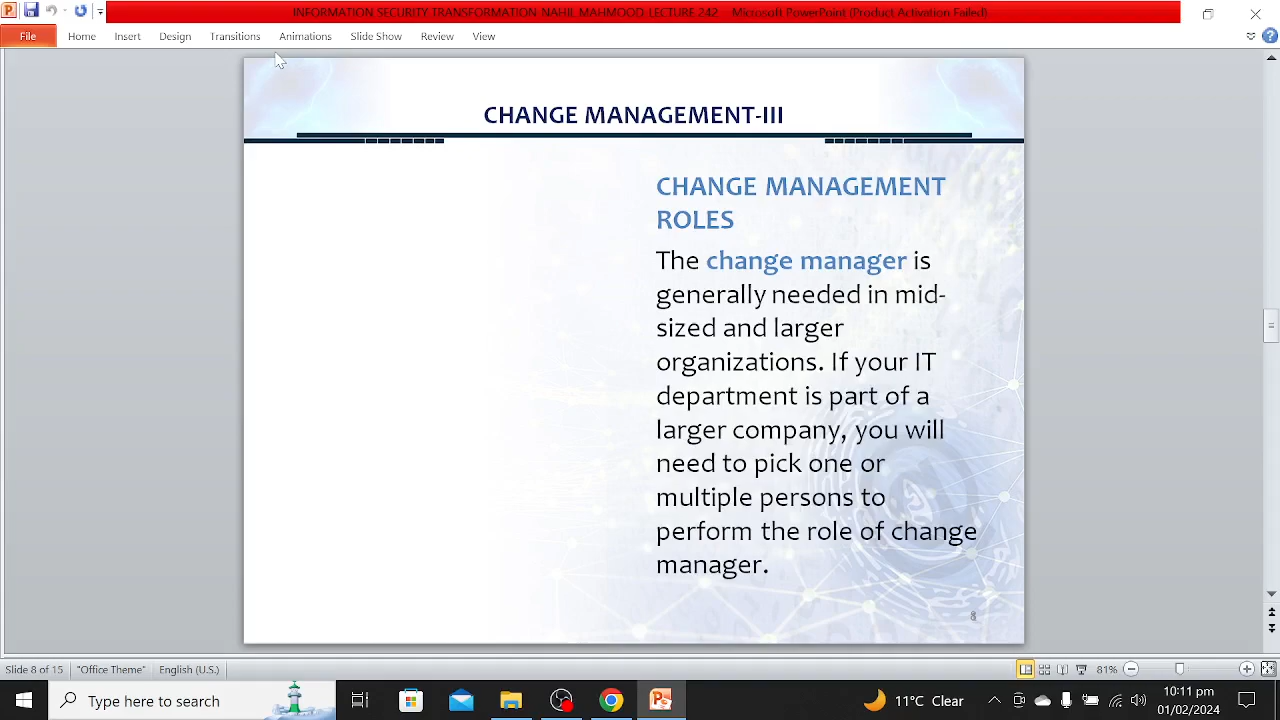 INFORMATION SECURITY TRANSFORMATION-NAHIL MAHMOOD-LECTURE 242 - Microsoft PowerPoint (Product Activation Failed)
File Home Insert Design Transitions Animations Slide Show Review View
CHANGE MANAGEMENT-III
CHANGE MANAGEMENT
ROLES
The change manager is
generally needed in mid-
sized and larger
organizations. If your IT
department is part of a
larger company, you will
need to pick one or
multiple persons to
perform the role of change
manager.
8
Slide 8 of 15 "Office Theme" English (U.S.) 81%
Type here to search
11°C Clear
10:11 pm
01/02/2024